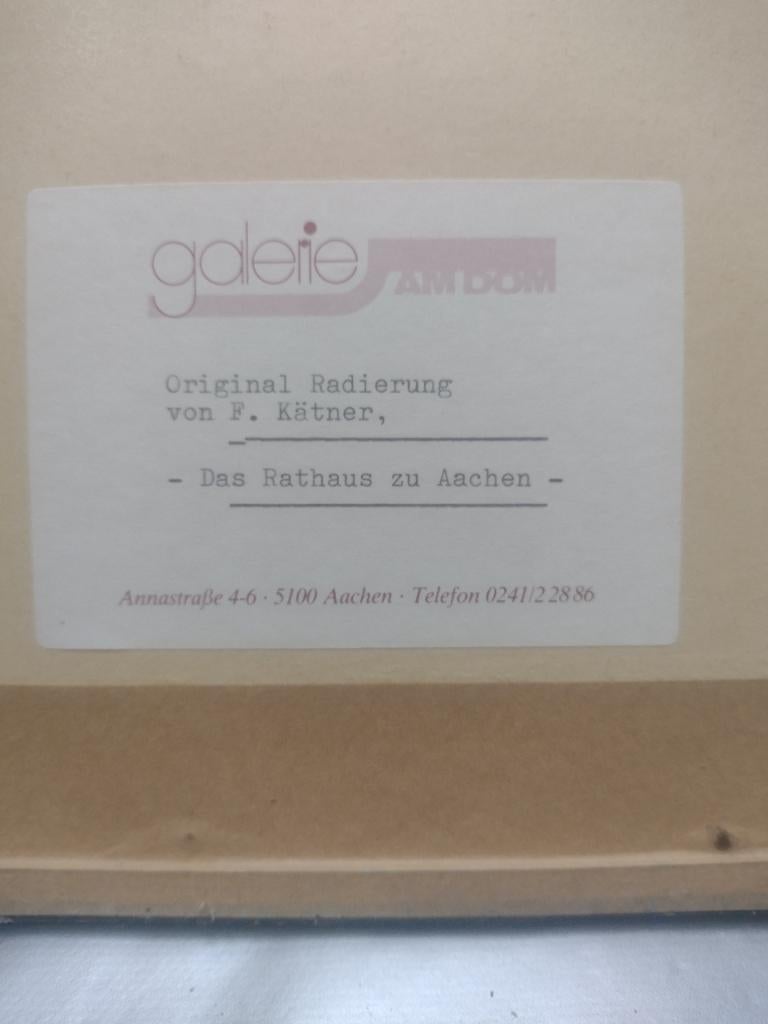 galerie AM DOM
Original Radierung
von F. Kätner,
- Das Rathaus zu Aachen -
Annastraße 4-6 · 5100 Aachen · Telefon 0241/2 28 86